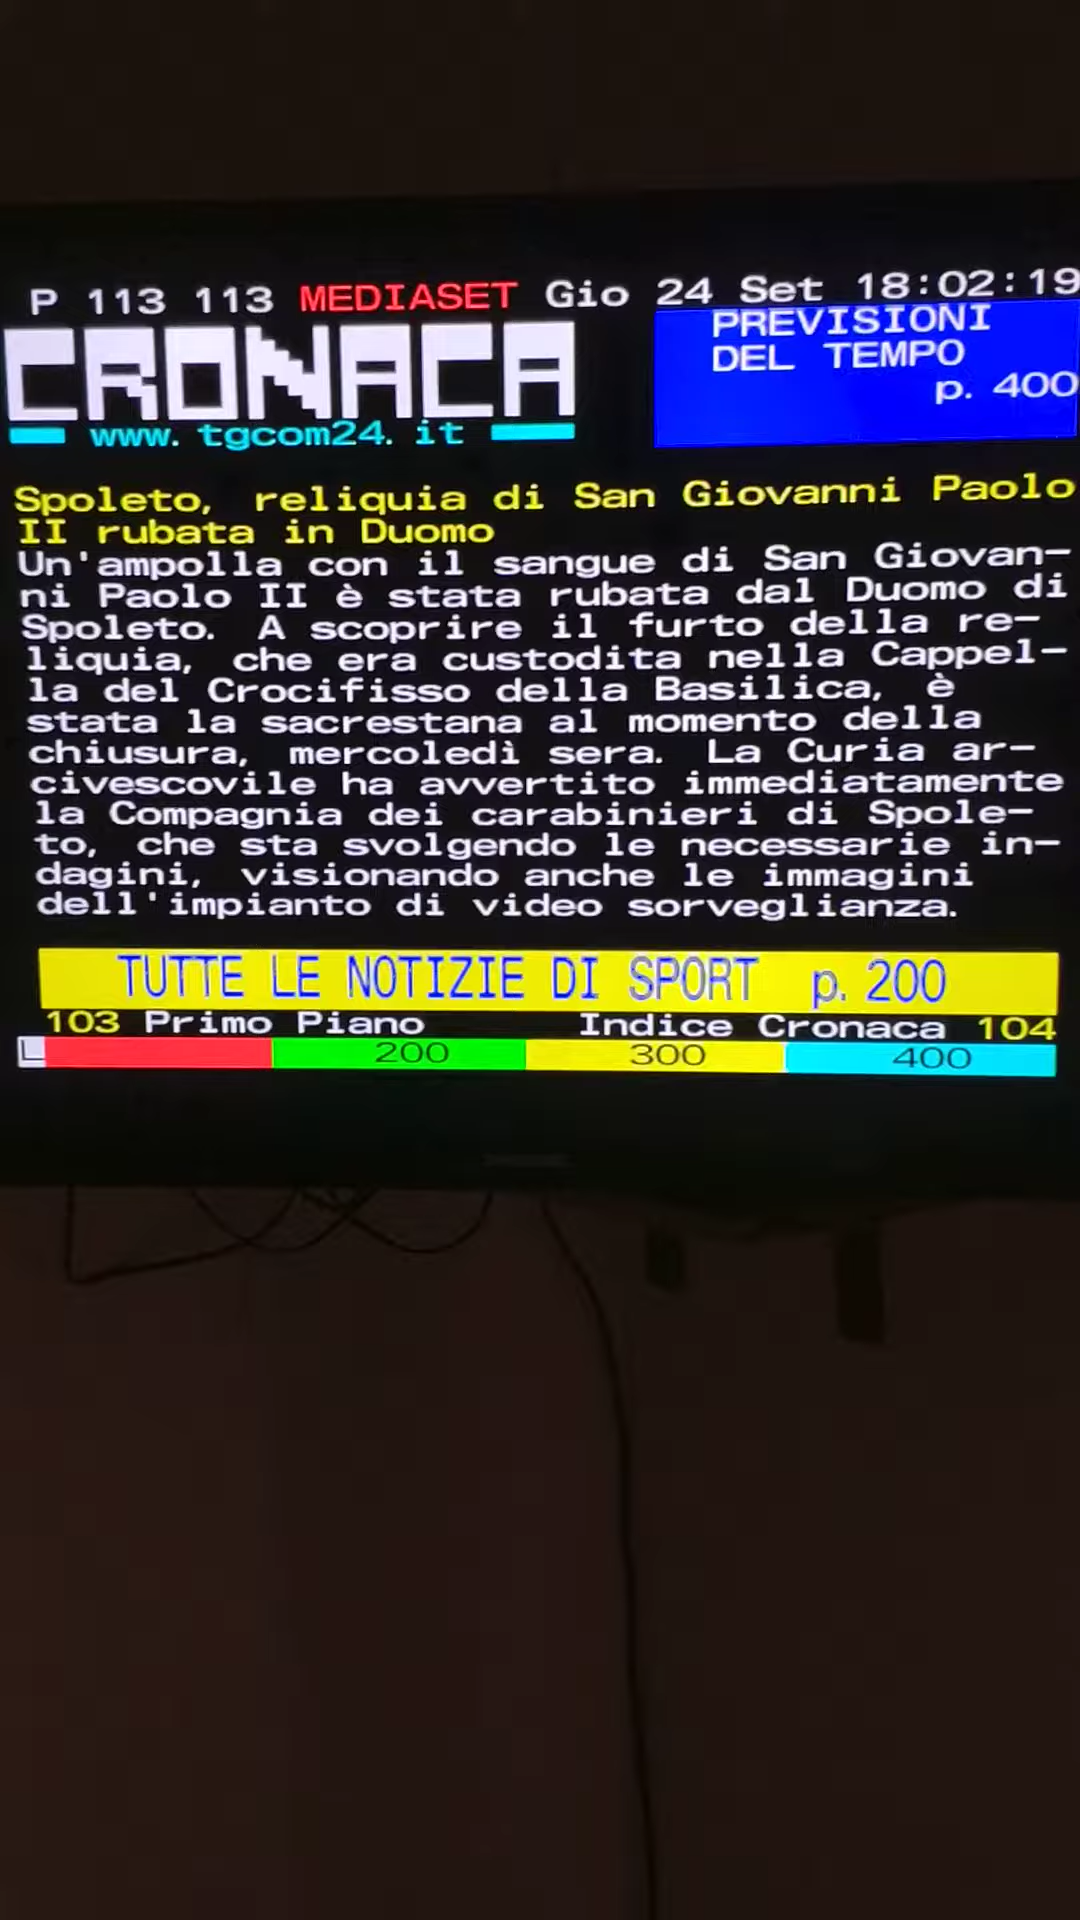 P 113 113 MEDIASET Gio 24 Set 18:02:19
CRONACA
www. tgcom24. it
PREVISIONI
DEL TEMPO
p. 400
Spoleto, reliquia di San Giovanni Paolo
II rubata in Duomo
Un'ampolla con il sangue di San Giovan-
ni Paolo II è stata rubata dal Duomo di
Spoleto. A scoprire il furto della re-
liquia, che era custodita nella Cappel-
la del Crocifisso della Basilica, è
stata la sacrestana al momento della
chiusura, mercoledì sera. La Curia ar-
civescovile ha avvertito immediatamente
la Compagnia dei carabinieri di Spole-
to, che sta svolgendo le necessarie in-
dagini, visionando anche le immagini
dell'impianto di video sorveglianza.
TUTTE LE NOTIZIE DI SPORT p. 200
103 Primo Piano Indice Cronaca 104
L 200 300 400